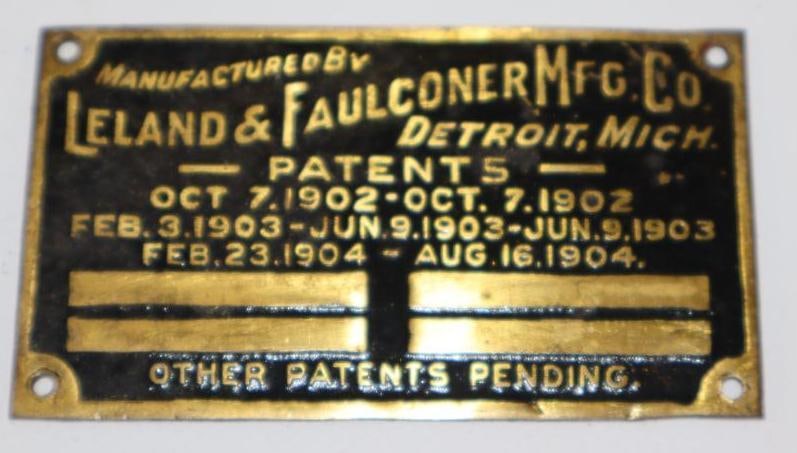 MANUFACTURED BY
LELAND & FAULCONER MFG. CO.
DETROIT, MICH.
— PATENTS —
OCT 7.1902-OCT. 7.1902
FEB. 3.1903-JUN.9.1903-JUN.9.1903
FEB.23.1904 - AUG.16.1904.
OTHER PATENTS PENDING.